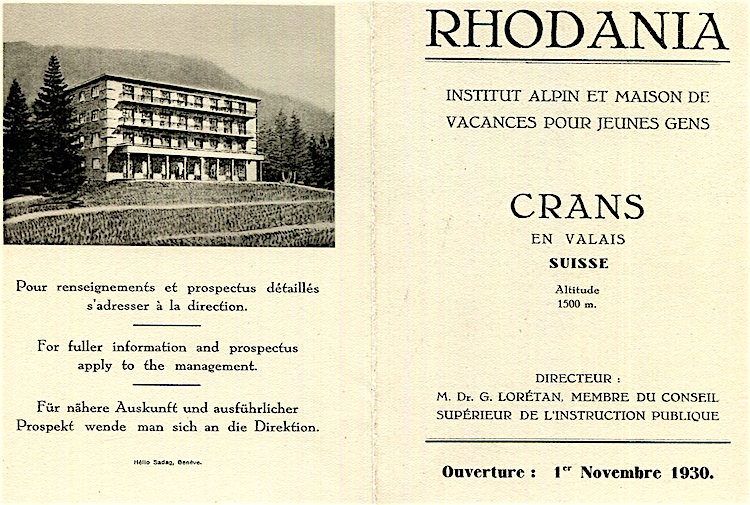 Pour renseignements et prospectus détaillés
s'adresser à la direction.
For fuller information and prospectus
apply to the management.
Für nähere Auskunft und ausführlicher
Prospekt wende man sich an die Direktion.
Hélio Sadag, Genève.
RHODANIA
INSTITUT ALPIN ET MAISON DE
VACANCES POUR JEUNES GENS
CRANS
EN VALAIS
SUISSE
Altitude
1500 m.
DIRECTEUR :
M. Dr. G. LORÉTAN, MEMBRE DU CONSEIL
SUPÉRIEUR DE L'INSTRUCTION PUBLIQUE
Ouverture : 1er Novembre 1930.